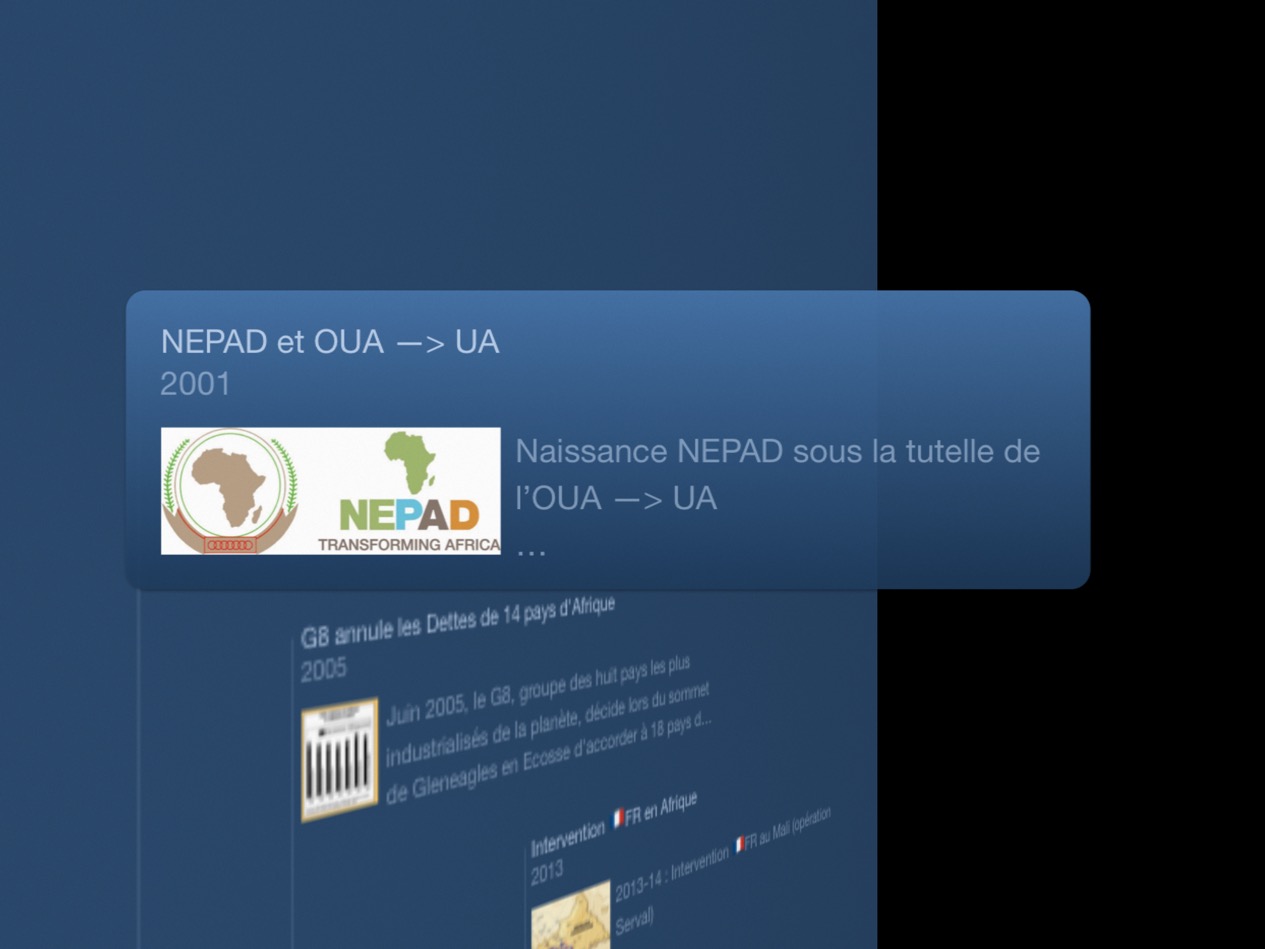 NEPAD et OUA —> UA
2001
NEPAD
TRANSFORMING AFRICA
Naissance NEPAD sous la tutelle de
l’OUA —> UA
...
G8 annule les Dettes de 14 pays d'Afrique
2005
Juin 2005, le G8, groupe des huit pays les plus
industrialisés de la planète, décide lors du sommet
de Gleneagles en Ecosse d'accorder à 18 pays d...
Intervention 🇫🇷FR en Afrique
2013
2013-14 : Intervention 🇫🇷FR au Mali (opération
Serval)